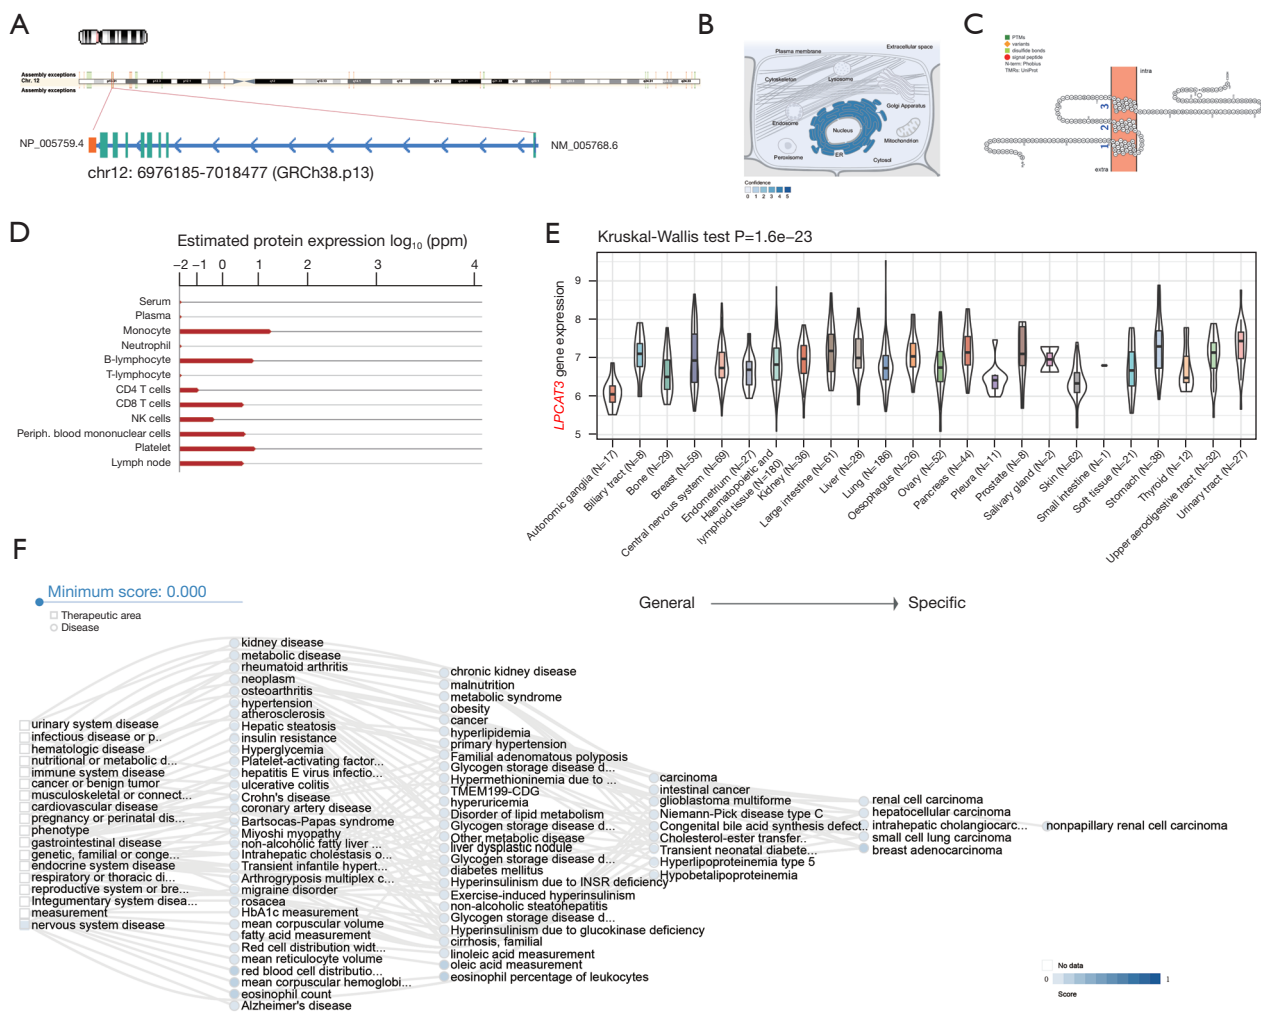 A
Assembly exceptions
Chr. 12
Assembly exceptions
NP_005759.4
NM_005768.6
chr12: 6976185-7018477 (GRCh38.p13)
B
Plasma membrane
Extracellular space
Cytoskeleton
Lysosome
Golgi Apparatus
Endosome
Nucleus
Mitochondrion
Peroxisome
ER
Cytosol
Confidence
0 1 2 3 4 5
C
PTMs
variants
disulfide bonds
signal peptide
N-term: Phobius
TMRs: UniProt
intra
3
2
1
extra
D
Estimated protein expression log10 (ppm)
−2 −1 0 1 2 3 4
Serum
Plasma
Monocyte
Neutrophil
B-lymphocyte
T-lymphocyte
CD4 T cells
CD8 T cells
NK cells
Periph. blood mononuclear cells
Platelet
Lymph node
E
Kruskal-Wallis test P=1.6e−23
LPCAT3 gene expression
9
8
7
6
5
Autonomic ganglia (N=17)
Biliary tract (N=8)
Bone (N=29)
Breast (N=59)
Central nervous system (N=69)
Endometrium (N=27)
Haematopoietic and
lymphoid tissue (N=180)
Kidney (N=36)
Large intestine (N=61)
Liver (N=28)
Lung (N=186)
Oesophagus (N=26)
Ovary (N=52)
Pancreas (N=44)
Pleura (N=11)
Prostate (N=8)
Salivary gland (N=2)
Skin (N=62)
Small intestine (N=1)
Soft tissue (N=21)
Stomach (N=38)
Thyroid (N=12)
Upper aerodigestive tract (N=32)
Urinary tract (N=27)
F
Minimum score: 0.000
Therapeutic area
Disease
General
Specific
urinary system disease
infectious disease or p..
hematologic disease
nutritional or metabolic d...
immune system disease
cancer or benign tumor
musculoskeletal or connect...
cardiovascular disease
pregnancy or perinatal dis...
phenotype
gastrointestinal disease
genetic, familial or conge...
endocrine system disease
respiratory or thoracic di...
reproductive system or bre...
Integumentary system disea...
measurement
nervous system disease
kidney disease
metabolic disease
rheumatoid arthritis
neoplasm
osteoarthritis
hypertension
atherosclerosis
Hepatic steatosis
insulin resistance
Hyperglycemia
Platelet-activating factor...
hepatitis E virus infectio...
ulcerative colitis
Crohn's disease
coronary artery disease
Bartsocas-Papas syndrome
Miyoshi myopathy
non-alcoholic fatty liver ...
Intrahepatic cholestasis o...
Transient infantile hypert...
Arthrogryposis multiplex c...
migraine disorder
rosacea
HbA1c measurement
mean corpuscular volume
fatty acid measurement
Red cell distribution widt...
mean reticulocyte volume
red blood cell distributio...
mean corpuscular hemoglobi...
eosinophil count
Alzheimer's disease
chronic kidney disease
malnutrition
metabolic syndrome
obesity
cancer
hyperlipidemia
primary hypertension
Familial adenomatous polyposis
Glycogen storage disease d...
Hypermethioninemia due to ...
TMEM199-CDG
hyperuricemia
Disorder of lipid metabolism
Glycogen storage disease d...
Other metabolic disease
liver dysplastic nodule
Glycogen storage disease d...
diabetes mellitus
Hyperinsulinism due to INSR deficiency
Exercise-induced hyperinsulinism
non-alcoholic steatohepatitis
Glycogen storage disease d...
Hyperinsulinism due to glucokinase deficiency
cirrhosis, familial
linoleic acid measurement
oleic acid measurement
eosinophil percentage of leukocytes
carcinoma
intestinal cancer
glioblastoma multiforme
Niemann-Pick disease type C
Congenital bile acid synthesis defect..
Cholesterol-ester transfer..
Transient neonatal diabete...
Hyperlipoproteinemia type 5
Hypobetalipoproteinemia
renal cell carcinoma
hepatocellular carcinoma
intrahepatic cholangiocarc...
small cell lung carcinoma
breast adenocarcinoma
nonpapillary renal cell carcinoma
No data
0 1
Score